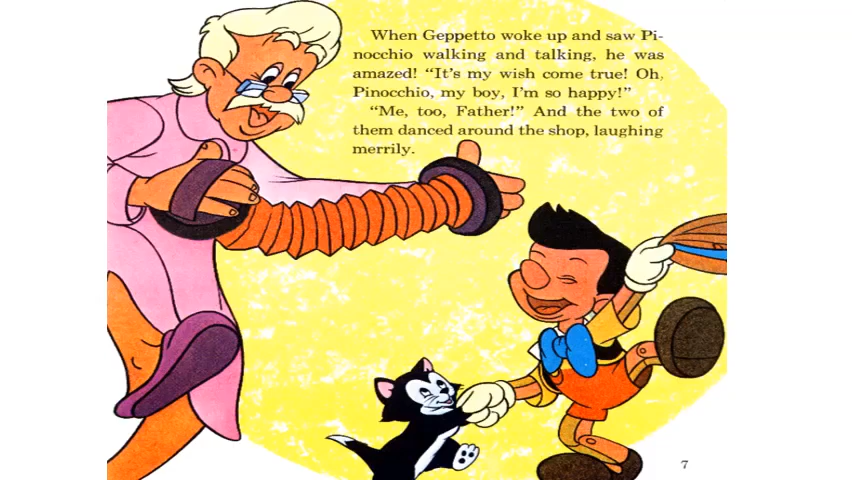 When Geppetto woke up and saw Pi-
nocchio walking and talking, he was
amazed! “It’s my wish come true! Oh,
Pinocchio, my boy, I’m so happy!”
“Me, too, Father!” And the two of
them danced around the shop, laughing
merrily.
7